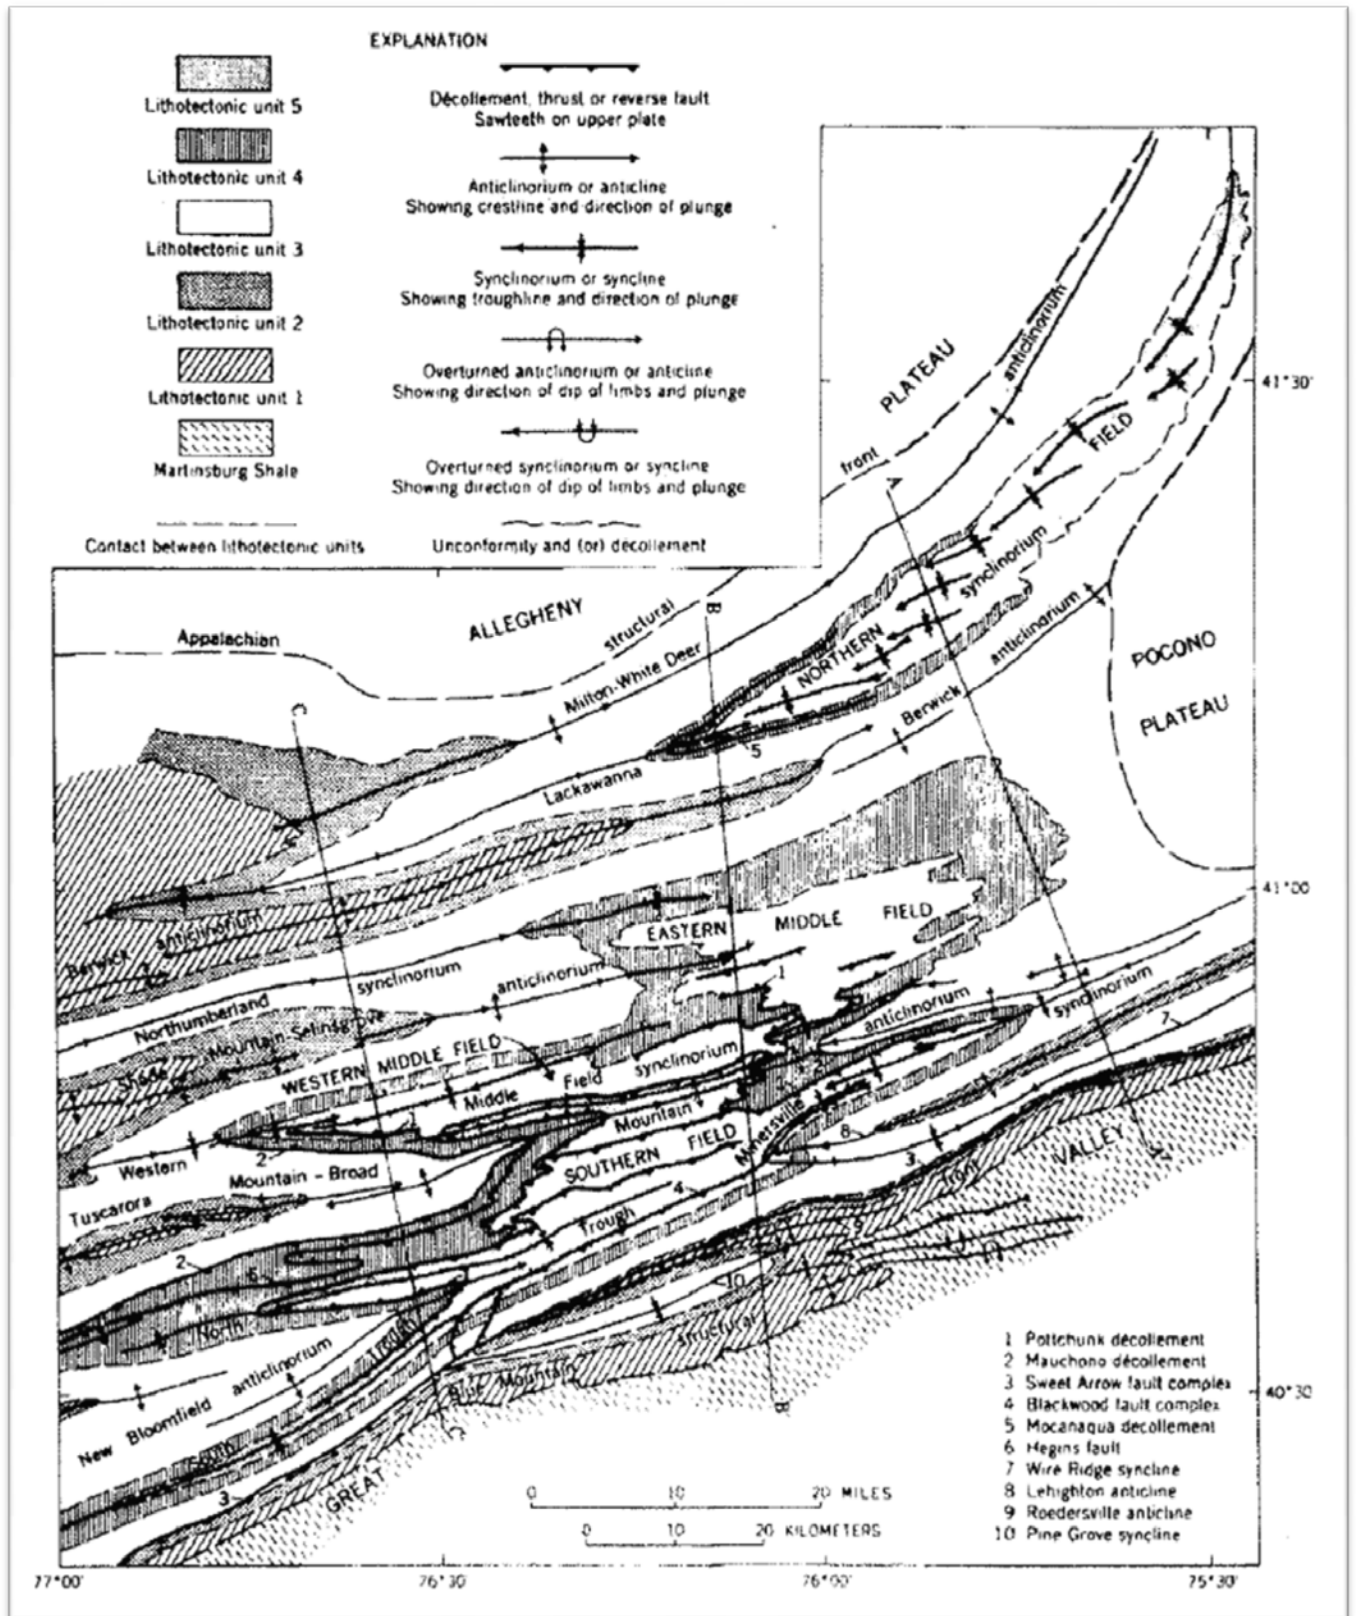 EXPLANATION
Lithotectonic unit 5
Lithotectonic unit 4
Lithotectonic unit 3
Lithotectonic unit 2
Lithotectonic unit 1
Martinsburg Shale
Contact between lithotectonic units
Décollement, thrust or reverse fault
Sawteeth on upper plate
Anticlinorium or anticline
Showing crestline and direction of plunge
Synclinorium or syncline
Showing troughline and direction of plunge
Overturned anticlinorium or anticline
Showing direction of dip of limbs and plunge
Overturned synclinorium or syncline
Showing direction of dip of limbs and plunge
Unconformity and (or) décollement
PLATEAU
anticlinorium
41°30'
FIELD
front
A
synclinorium
ALLEGHENY
structural
Appalachian
B
NORTHERN
anticlinorium
POCONO
PLATEAU
Milton-White Deer
C
Berwick
5
Lackawanna
41°00'
EASTERN MIDDLE FIELD
Berwick anticlinorium
synclinorium
anticlinorium
1
Northumberland
anticlinorium
synclinorium
7
Shade Mountain-Selinsgrove
WESTERN MIDDLE FIELD
synclinorium
Middle Field
2
1
Mountain
Minersville
8
VALLEY
A'
Western
2
Mountain - Broad
SOUTHERN FIELD
3
front
Tuscarora
4
Trough
9
2
6
10
North
structural
anticlinorium
Trough
Blue Mountain
B'
New Bloomfield
South
C'
3
GREAT
40°30'
1 Pottchunk décollement
2 Mauchono décollement
3 Sweet Arrow fault complex
4 Blackwood fault complex
5 Mocanaqua décollement
6 Hegins fault
7 Wire Ridge syncline
8 Lehighton anticline
9 Roedersville anticline
10 Pine Grove syncline
0 10 20 MILES
0 10 20 KILOMETERS
77°00' 76°30' 76°00' 75°30'